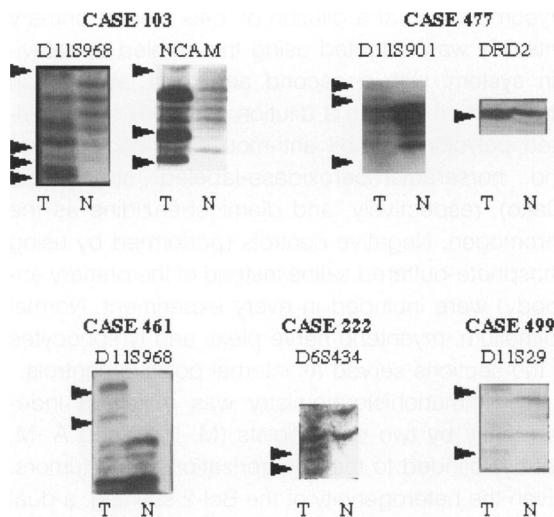 CASE 103 CASE 477
D11S968 NCAM D11S901 DRD2
T N T N T N T N
CASE 461 CASE 222 CASE 499
D11S968 D6S434 D11S29
T N T N T N